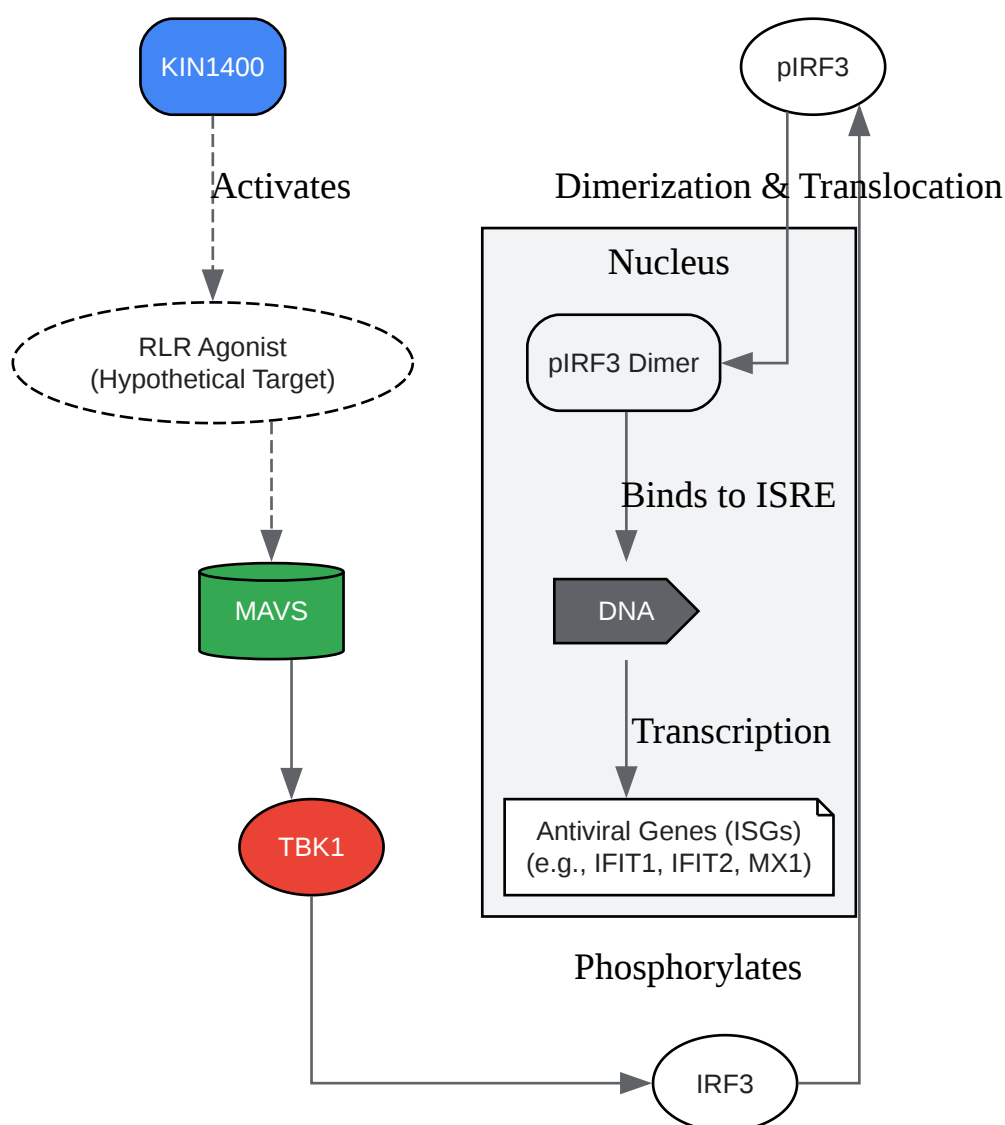 KIN1400
pIRF3
Activates
Dimerization & Translocation
Nucleus
RLR Agonist
(Hypothetical Target)
pIRF3 Dimer
Binds to ISRE
MAVS
DNA
Transcription
TBK1
Antiviral Genes (ISGs)
(e.g., IFIT1, IFIT2, MX1)
Phosphorylates
IRF3